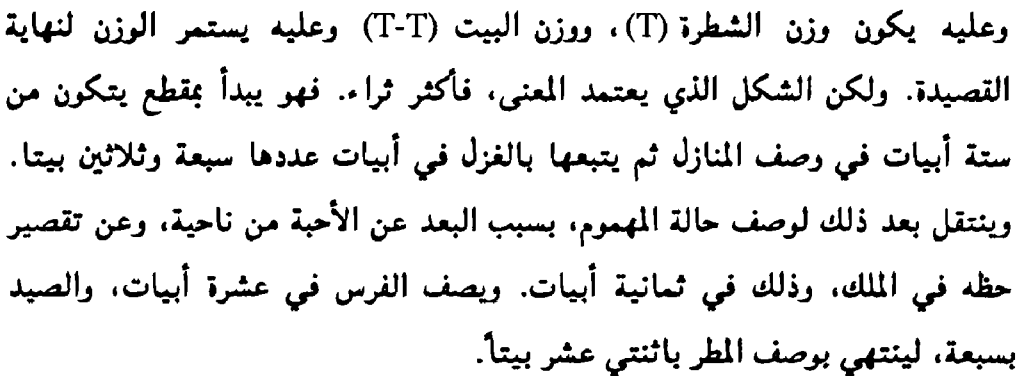 وعليه يكون وزن الشطرة (T)، ووزن البيت (T-T) وعليه يستمر الوزن لنهاية
القصيدة. ولكن الشكل الذي يعتمد المعنى، فأكثر ثراء. فهو يبدأ بمقطع يتكون من
ستة أبيات في وصف المنازل ثم يتبعها بالغزل في أبيات عددها سبعة وثلاثين بيتا.
وينتقل بعد ذلك لوصف حالة المهموم، بسبب البعد عن الأحبة من ناحية، وعن تقصير
حظه في الملك، وذلك في ثمانية أبيات. ويصف الفرس في عشرة أبيات، والصيد
بسبعة، لينتهي بوصف المطر باثنتي عشر بيتاً.